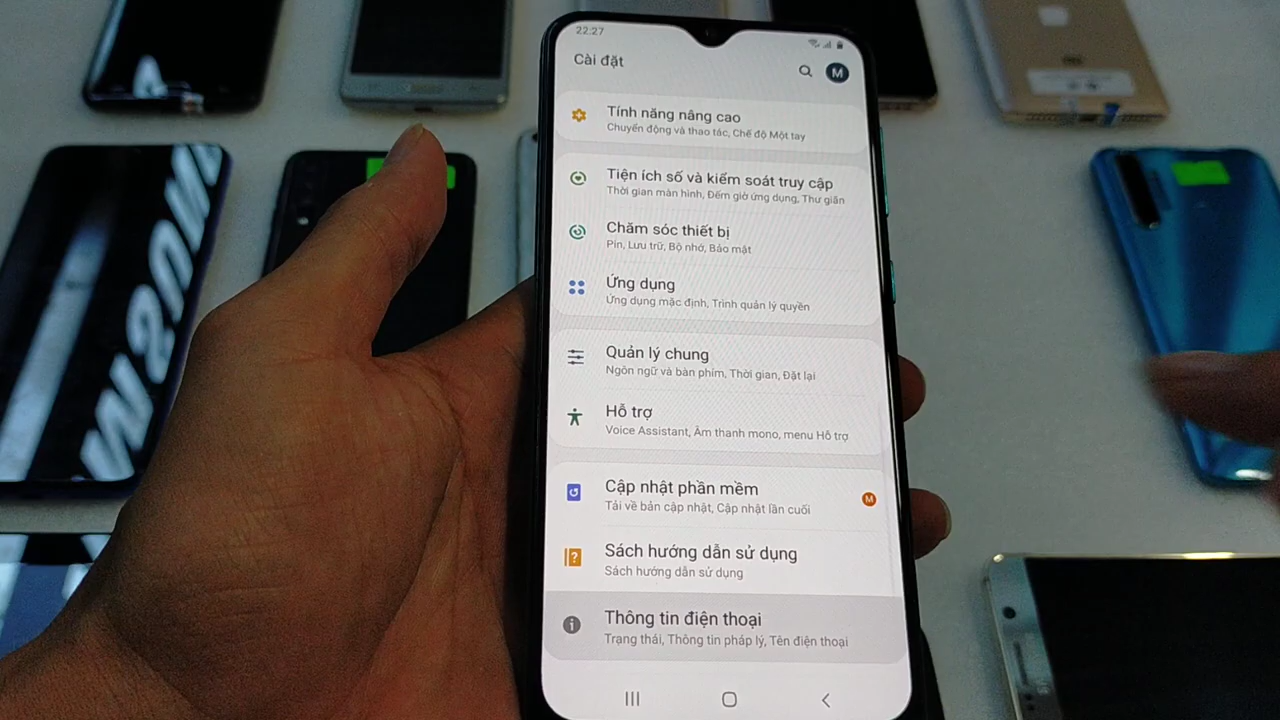 22:27
Cài đặt
M
Tính năng nâng cao
Chuyển động và thao tác, Chế độ Một tay
Tiện ích số và kiểm soát truy cập
Thời gian màn hình, Đếm giờ ứng dụng, Thư giãn
Chăm sóc thiết bị
Pin, Lưu trữ, Bộ nhớ, Bảo mật
Ứng dụng
Ứng dụng mặc định, Trình quản lý quyền
Quản lý chung
Ngôn ngữ và bàn phím, Thời gian, Đặt lại
Hỗ trợ
Voice Assistant, Âm thanh mono, menu Hỗ trợ
Cập nhật phần mềm
Tải về bản cập nhật, Cập nhật lần cuối
M
Sách hướng dẫn sử dụng
Sách hướng dẫn sử dụng
Thông tin điện thoại
Trạng thái, Thông tin pháp lý, Tên điện thoại